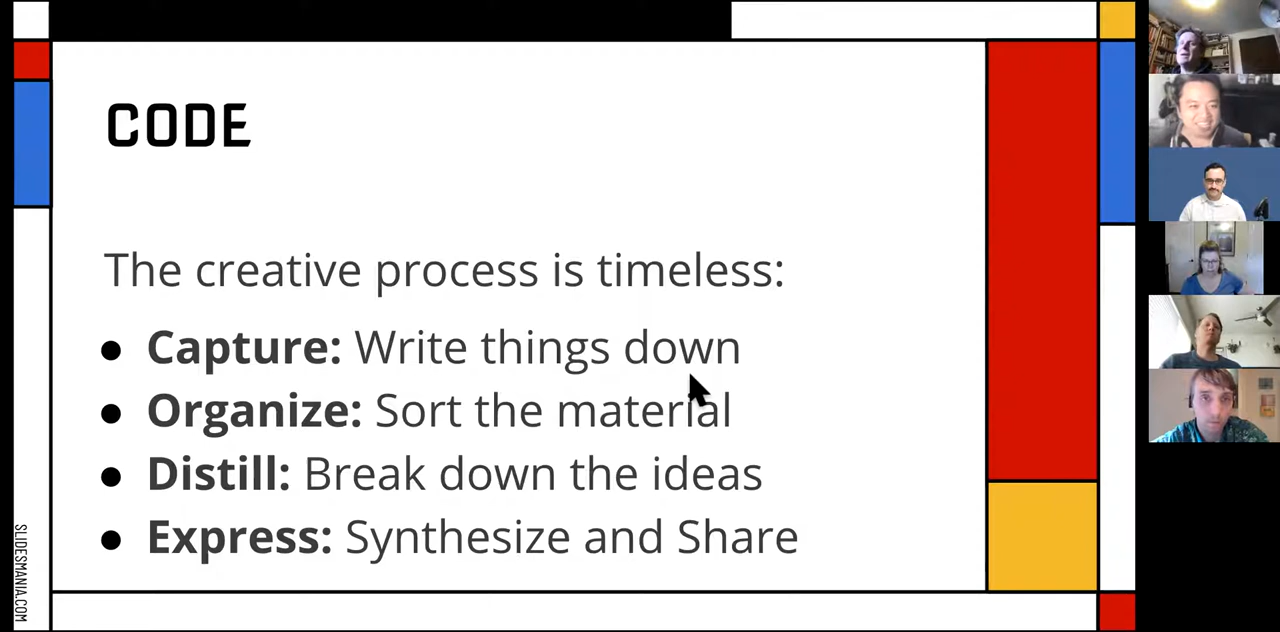 CODE
The creative process is timeless:
● Capture: Write things down
● Organize: Sort the material
● Distill: Break down the ideas
● Express: Synthesize and Share
SLIDESMANIA.COM